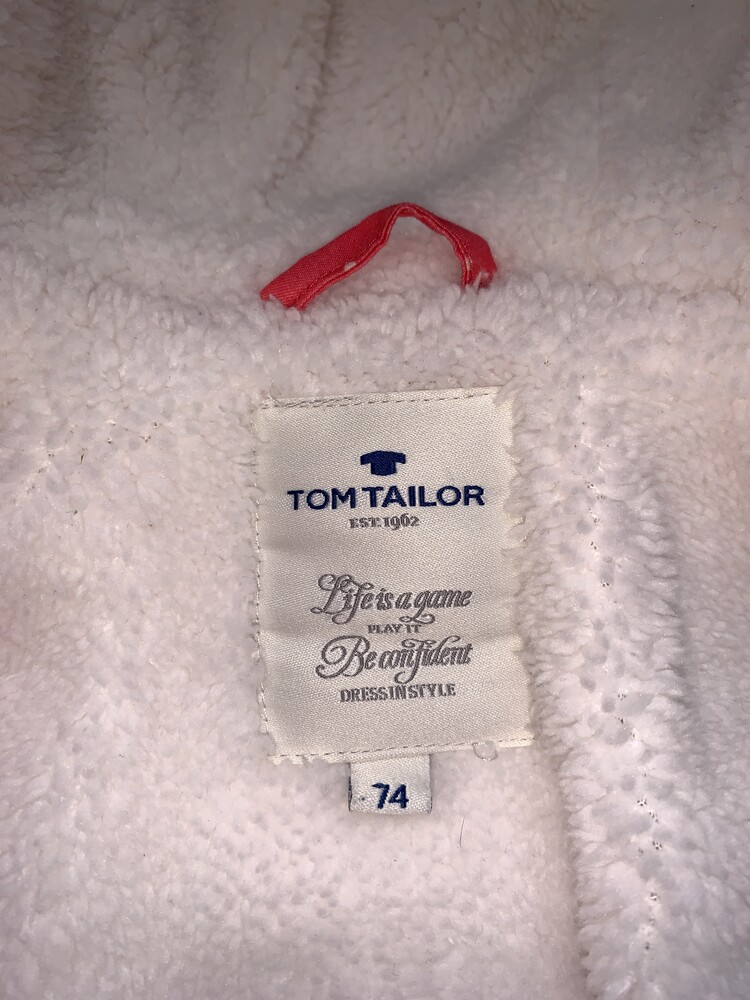 TOM TAILOR
EST. 1962
Life is a game
PLAY IT
Be confident
DRESS IN STYLE
74